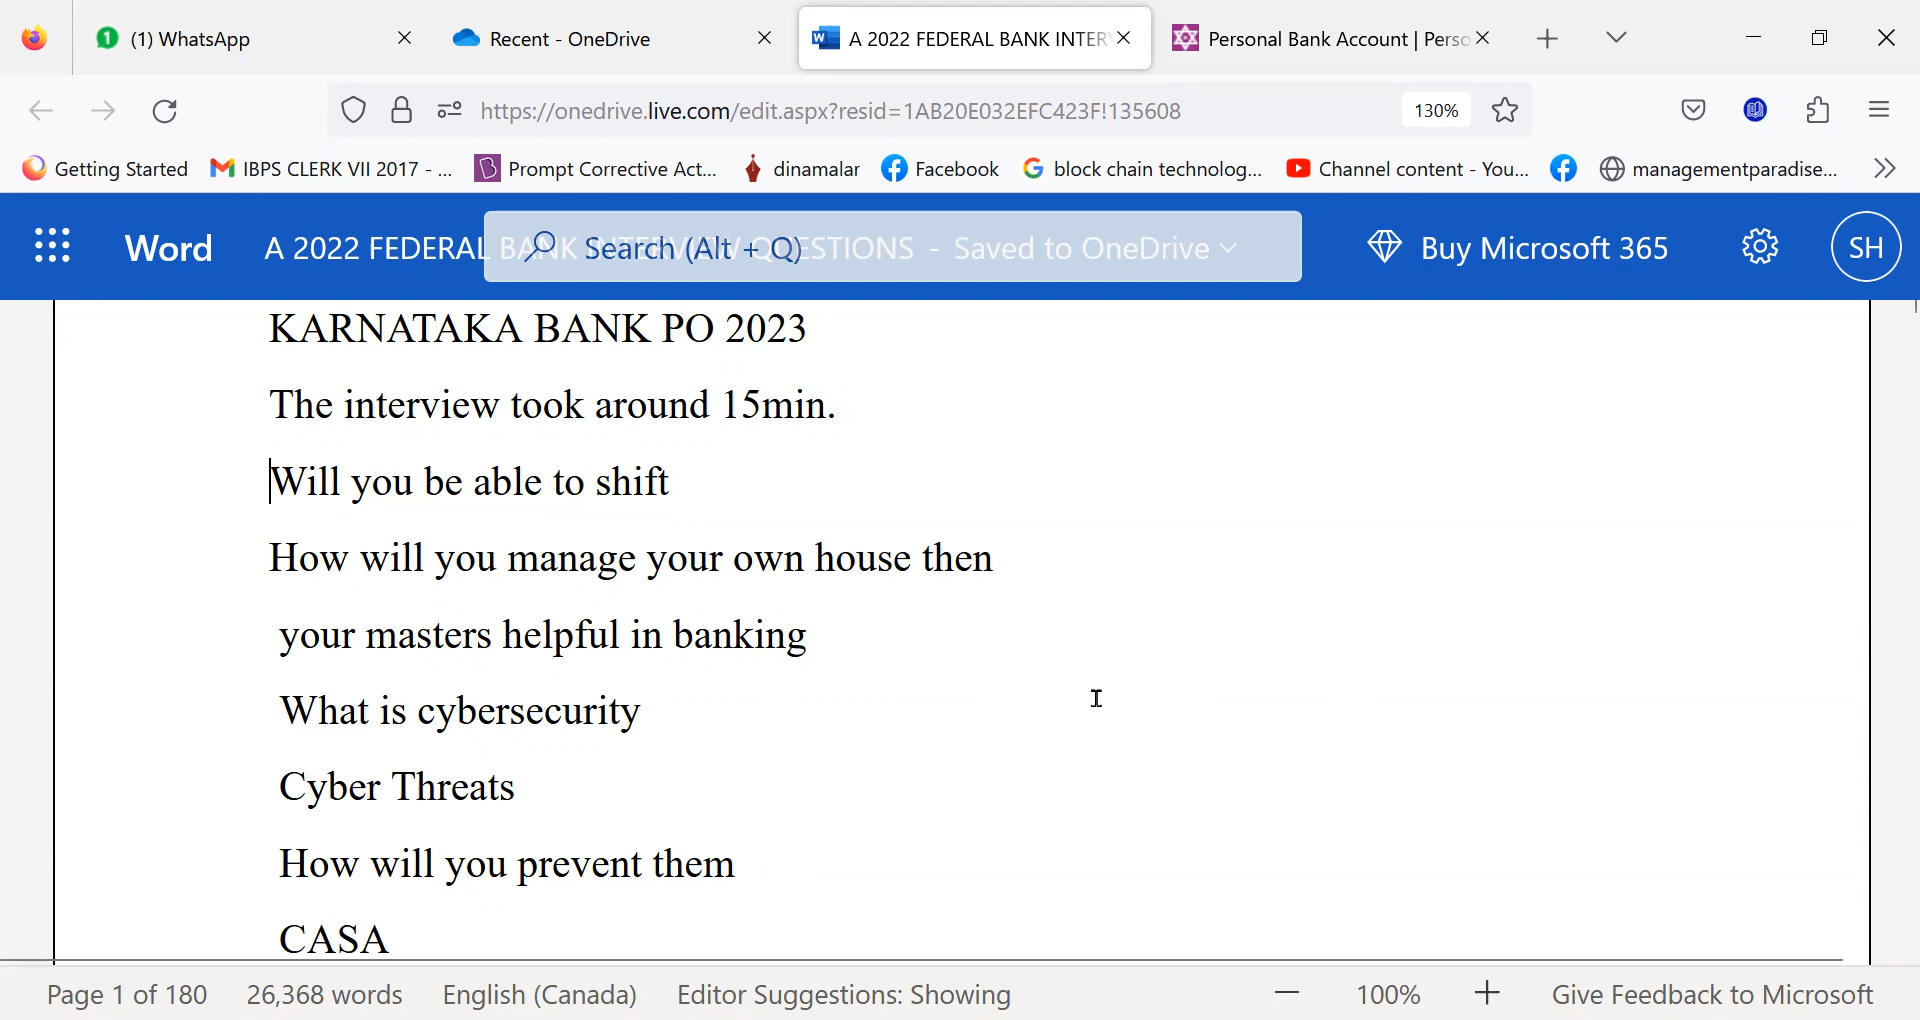 1 (1) WhatsApp
Recent - OneDrive
A 2022 FEDERAL BANK INTER
Personal Bank Account | Perso
https://onedrive.live.com/edit.aspx?resid=1AB20E032EFC423F!135608
130%
Getting Started
IBPS CLERK VII 2017 - ...
Prompt Corrective Act...
dinamalar
Facebook
block chain technolog...
Channel content - You...
managementparadise...
Word
A 2022 FEDERAL BANK INTERVIEW QUESTIONS - Saved to OneDrive
Search (Alt + Q)
Buy Microsoft 365
SH
KARNATAKA BANK PO 2023
The interview took around 15min.
Will you be able to shift
How will you manage your own house then
your masters helpful in banking
What is cybersecurity
Cyber Threats
How will you prevent them
CASA
Page 1 of 180
26,368 words
English (Canada)
Editor Suggestions: Showing
100%
Give Feedback to Microsoft